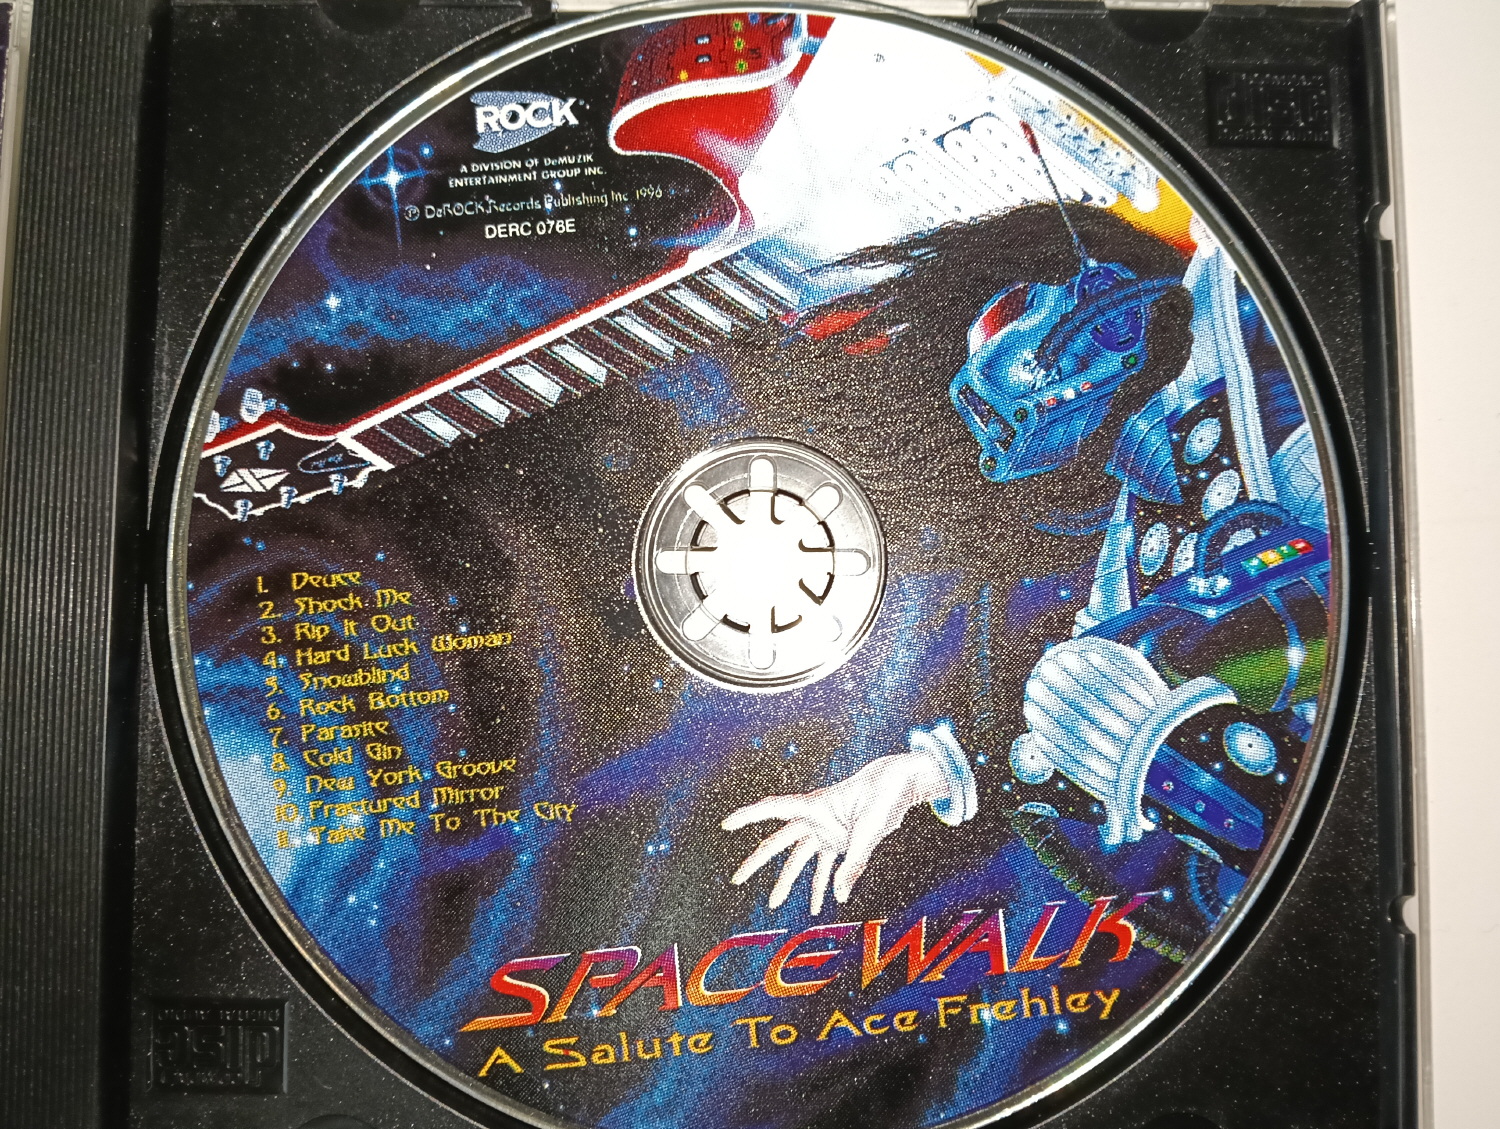 ROCK
A DIVISION OF DeMUZIK
ENTERTAINMENT GROUP INC.
℗ DeROCK Records Publishing Inc 1996
DERC 076E
1. Deuce
2. Shock Me
3. Rip It Out
4. Hard Luck Woman
5. Snowblind
6. Rock Bottom
7. Parasite
8. Cold Gin
9. New York Groove
10. Fractured Mirror
11. Take Me To The City
SPACEWALK
A Salute To Ace Frehley